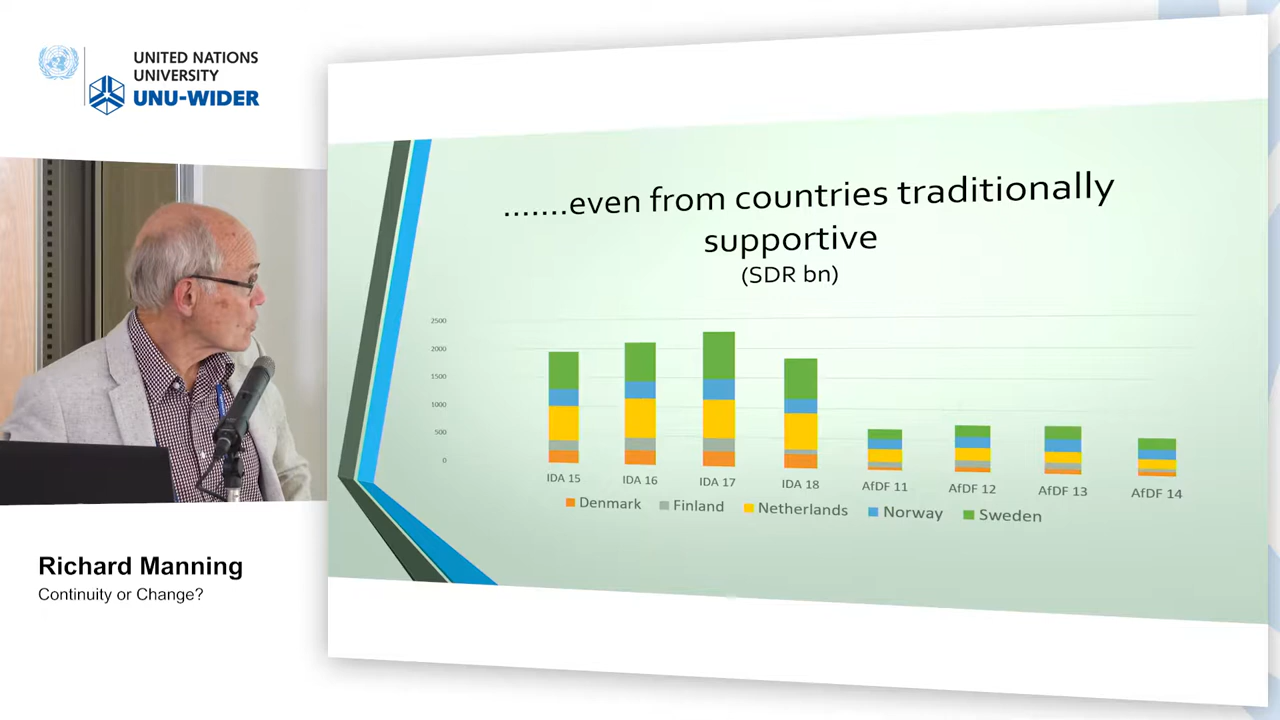 UNITED NATIONS
UNIVERSITY
UNU-WIDER
Richard Manning
Continuity or Change?
.......even from countries traditionally
supportive
(SDR bn)
2500
2000
1500
1000
500
0
IDA 15 IDA 16 IDA 17 IDA 18 AfDF 11 AfDF 12 AfDF 13 AfDF 14
Denmark Finland Netherlands Norway Sweden